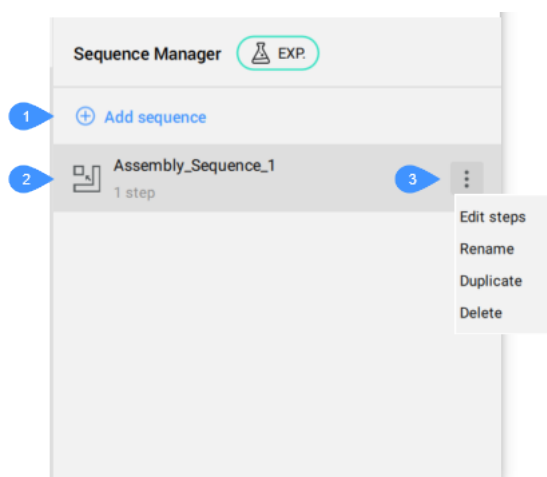 Sequence Manager EXP.
1
Add sequence
2
Assembly_Sequence_1
1 step
3
Edit steps
Rename
Duplicate
Delete